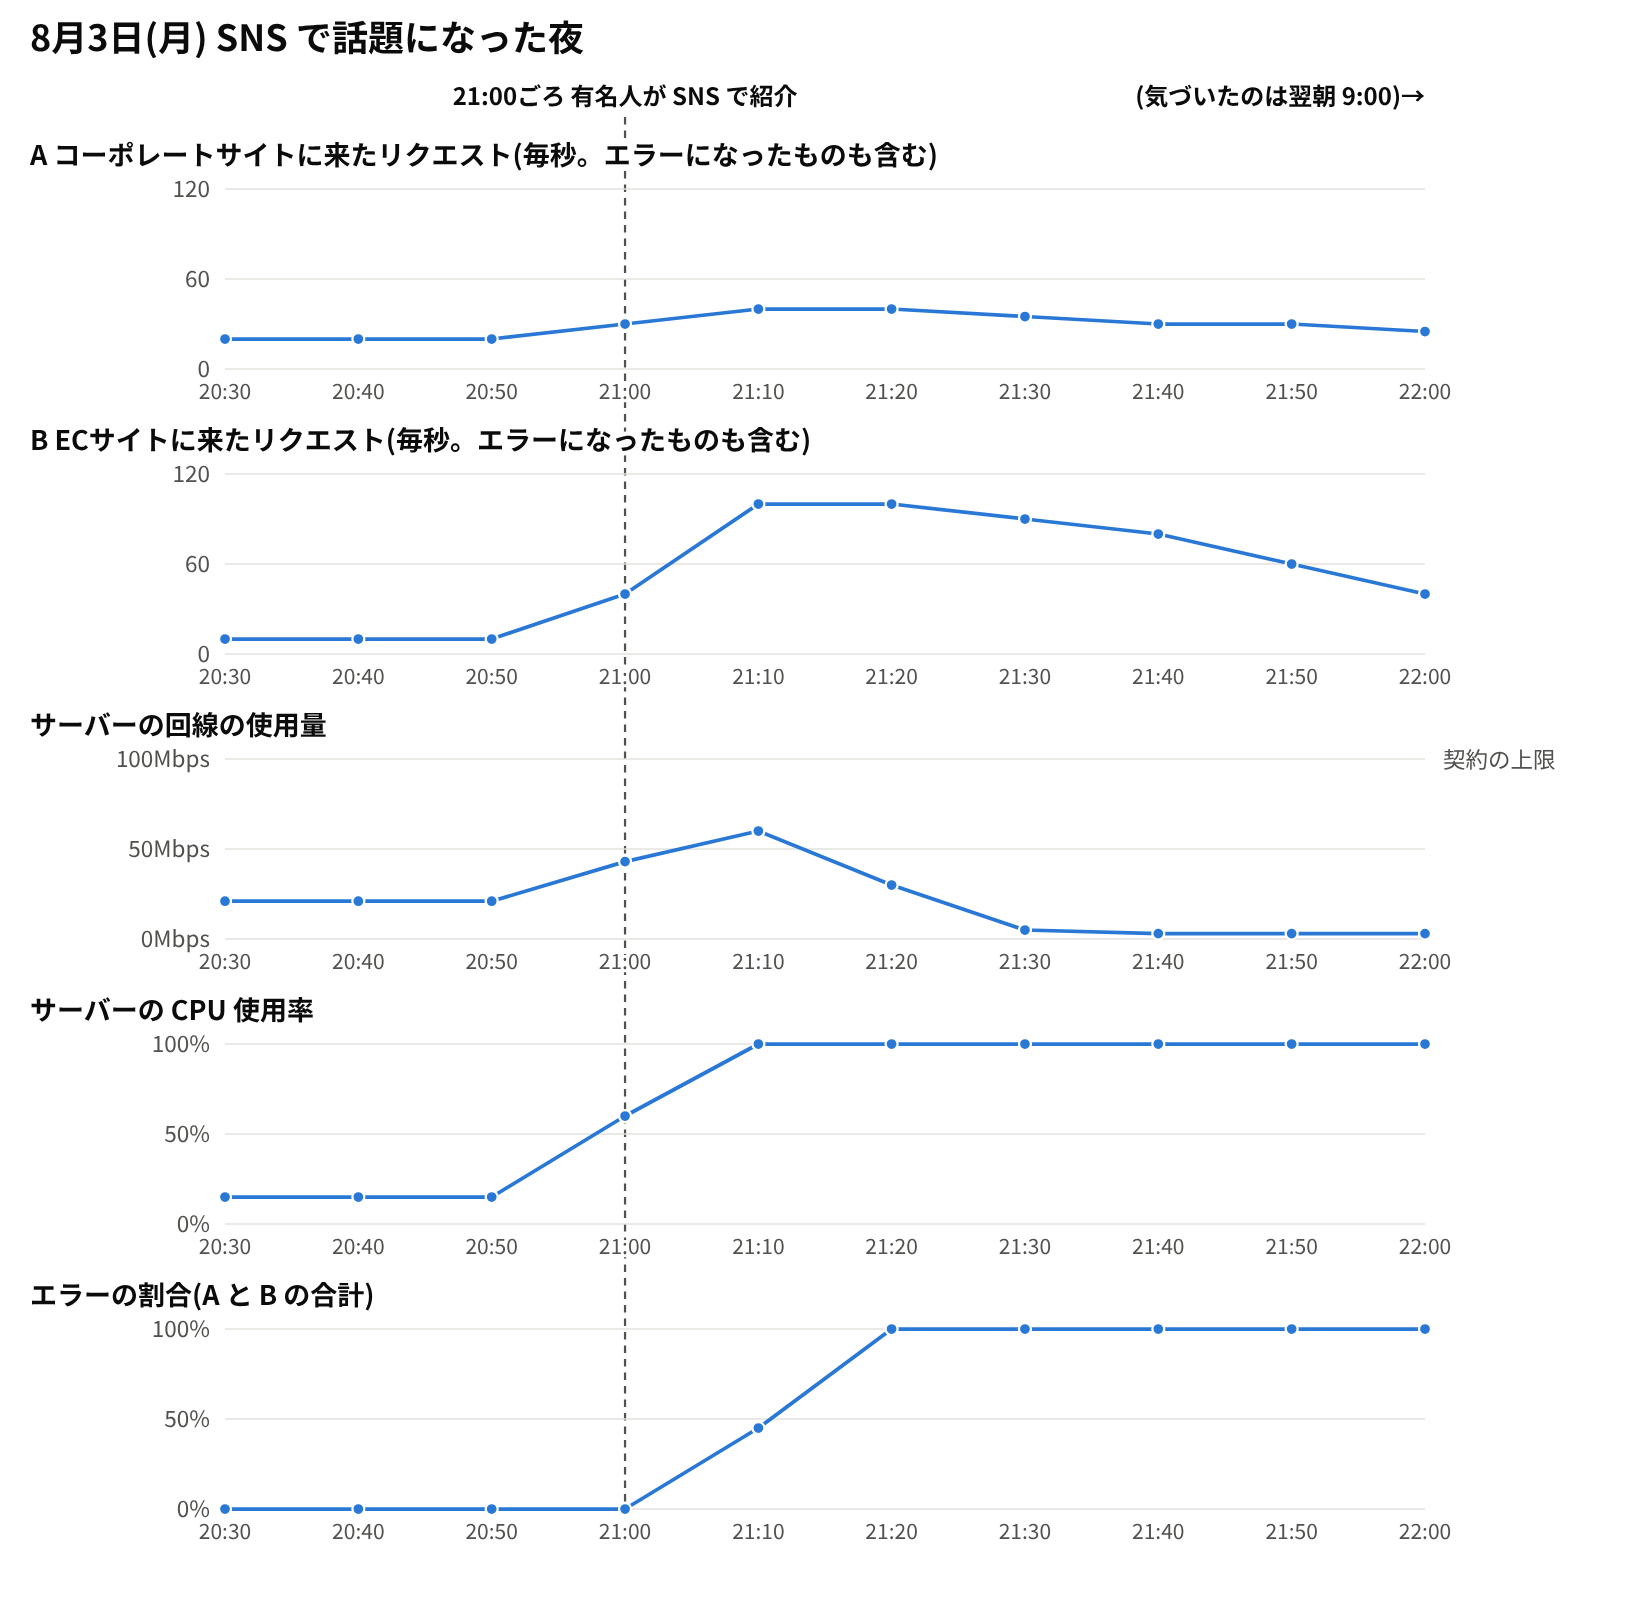 8月3日(月) SNS で話題になった夜
21:00ごろ 有名人が SNS で紹介
(気づいたのは翌朝 9:00)→
A コーポレートサイトに来たリクエスト(毎秒。エラーになったものも含む)
120
60
0
20:30 20:40 20:50 21:00 21:10 21:20 21:30 21:40 21:50 22:00
B ECサイトに来たリクエスト(毎秒。エラーになったものも含む)
120
60
0
20:30 20:40 20:50 21:00 21:10 21:20 21:30 21:40 21:50 22:00
サーバーの回線の使用量
100Mbps
契約の上限
50Mbps
0Mbps
20:30 20:40 20:50 21:00 21:10 21:20 21:30 21:40 21:50 22:00
サーバーの CPU 使用率
100%
50%
0%
20:30 20:40 20:50 21:00 21:10 21:20 21:30 21:40 21:50 22:00
エラーの割合(A と B の合計)
100%
50%
0%
20:30 20:40 20:50 21:00 21:10 21:20 21:30 21:40 21:50 22:00